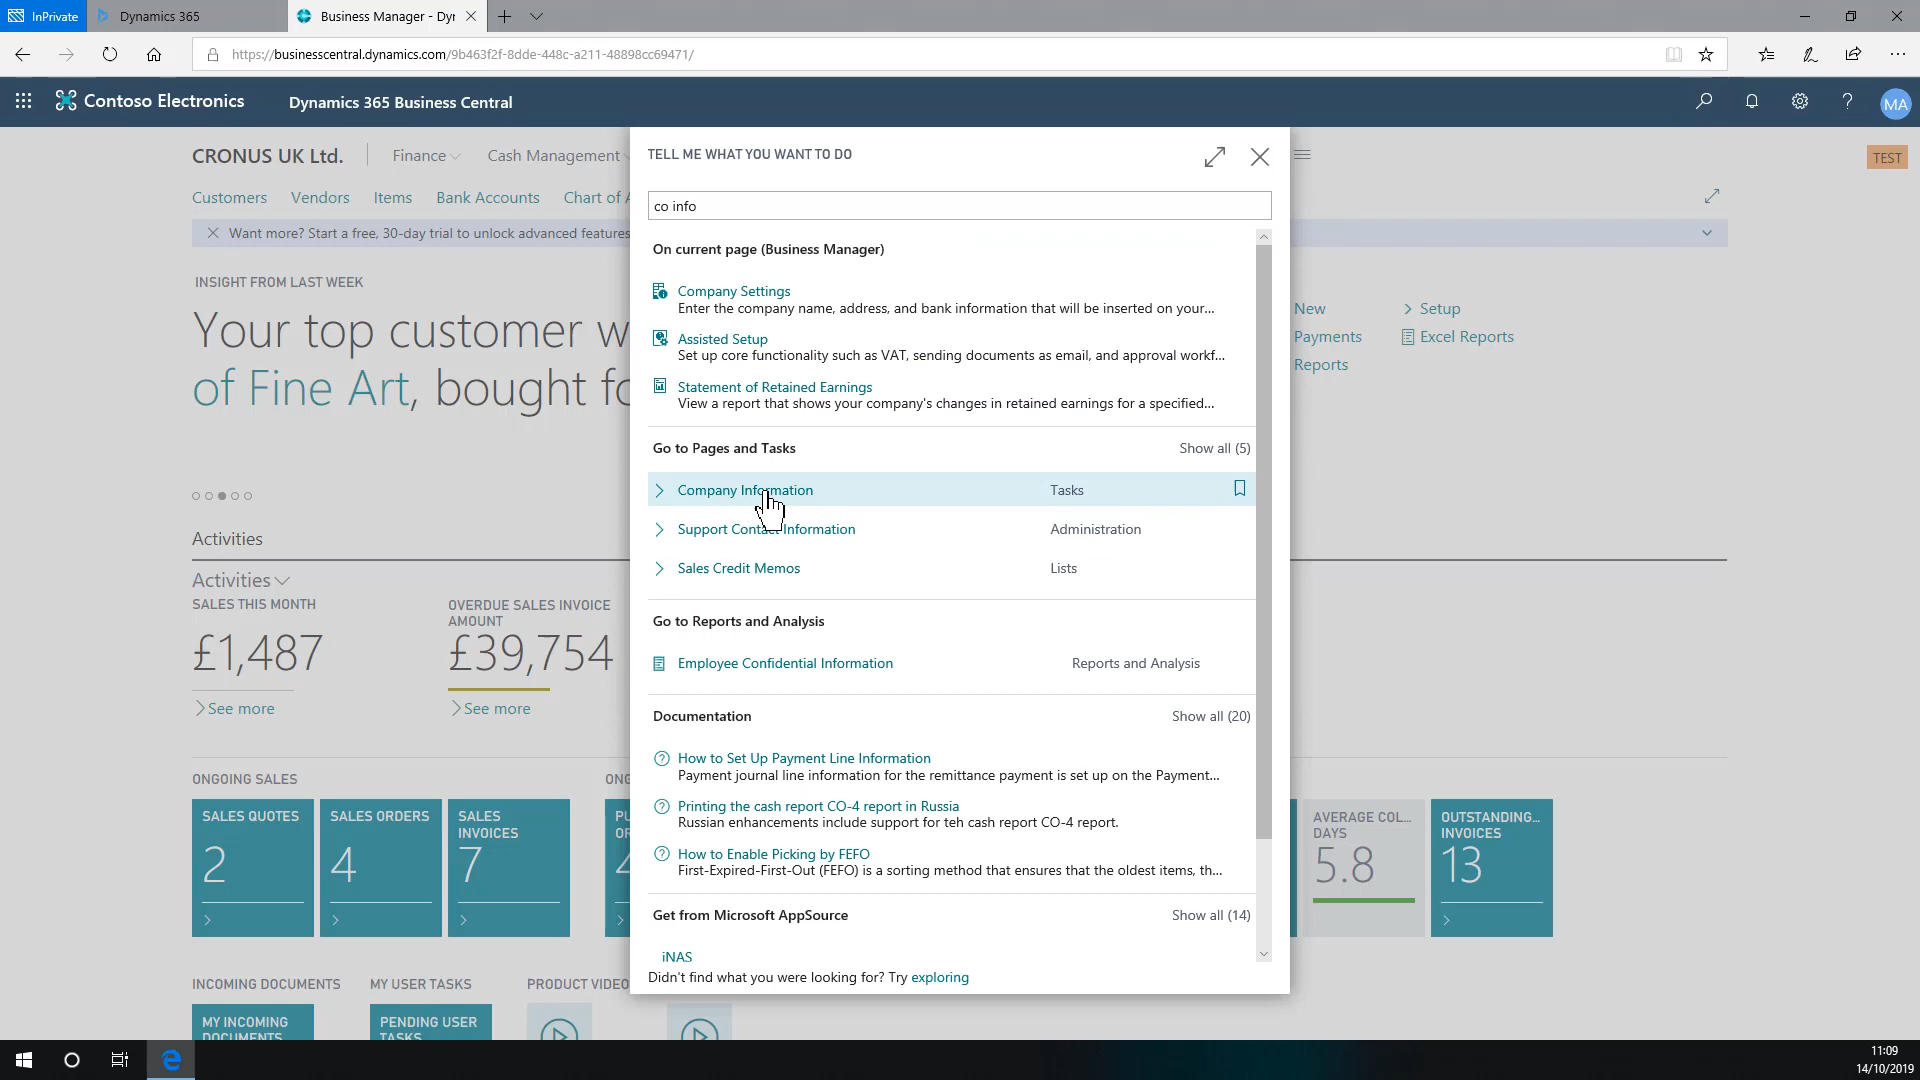 InPrivate
Dynamics 365
Business Manager - Dyr
https://businesscentral.dynamics.com/9b463f2f-8dde-448c-a211-48898cc69471/
Contoso Electronics
Dynamics 365 Business Central
MA
CRONUS UK Ltd.
Finance
Cash Management
TEST
Customers
Vendors
Items
Bank Accounts
Chart of A
Want more? Start a free, 30-day trial to unlock advanced features
INSIGHT FROM LAST WEEK
Your top customer w
of Fine Art, bought fo
New
Setup
Payments
Excel Reports
Reports
TELL ME WHAT YOU WANT TO DO
co info
On current page (Business Manager)
Company Settings
Enter the company name, address, and bank information that will be inserted on your...
Assisted Setup
Set up core functionality such as VAT, sending documents as email, and approval workf...
Statement of Retained Earnings
View a report that shows your company's changes in retained earnings for a specified...
Go to Pages and Tasks
Show all (5)
Company Information
Tasks
Support Contact Information
Administration
Sales Credit Memos
Lists
Go to Reports and Analysis
Employee Confidential Information
Reports and Analysis
Documentation
Show all (20)
How to Set Up Payment Line Information
Payment journal line information for the remittance payment is set up on the Payment...
Printing the cash report CO-4 report in Russia
Russian enhancements include support for teh cash report CO-4 report.
How to Enable Picking by FEFO
First-Expired-First-Out (FEFO) is a sorting method that ensures that the oldest items, th...
Get from Microsoft AppSource
Show all (14)
iNAS
Didn't find what you were looking for? Try exploring
Activities
Activities
SALES THIS MONTH
£1,487
See more
OVERDUE SALES INVOICE
AMOUNT
£39,754
See more
ONGOING SALES
ONG
SALES QUOTES
2
SALES ORDERS
4
SALES
INVOICES
7
PU
OR
4
AVERAGE COL...
DAYS
5.8
OUTSTANDING...
INVOICES
13
INCOMING DOCUMENTS
MY USER TASKS
PRODUCT VIDEO
MY INCOMING
DOCUMENTS
PENDING USER
TASKS
11:09
14/10/2019